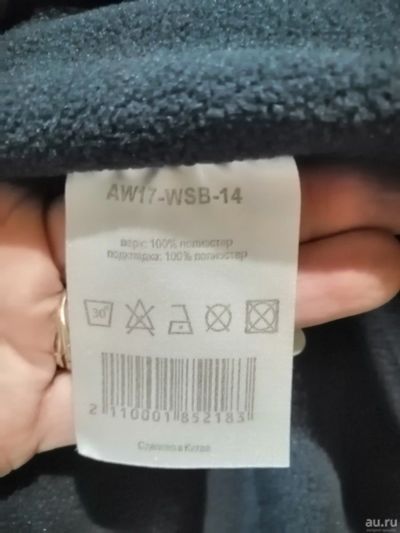 AW17-WSB-14
верх: 100% полиэстер
подкладка: 100% полиэстер
30°
2 110001 852183
Сделано в Китае
au.ru